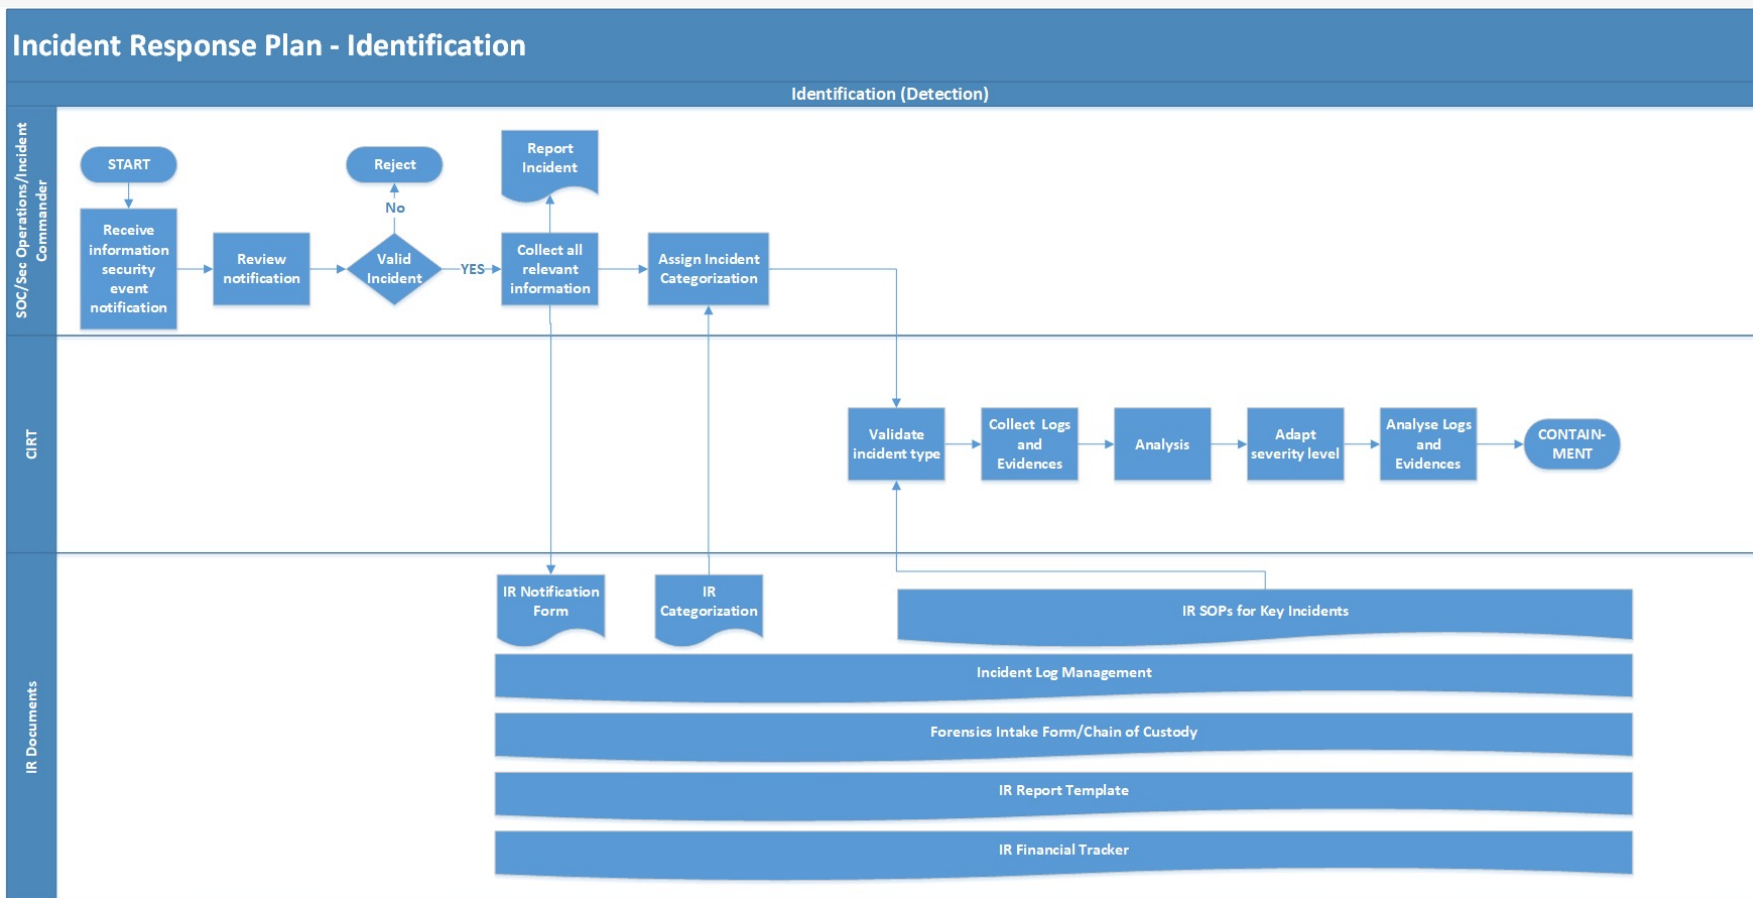 Incident Response Plan - Identification
Identification (Detection)
SOC/Sec Operations/Incident
Commander
START
Receive
information
security
event
notification
Review
notification
Reject
No
Valid
Incident
YES
Report
Incident
Collect all
relevant
information
Assign Incident
Categorization
CIRT
Validate
incident type
Collect Logs
and
Evidences
Analysis
Adapt
severity level
Analyse Logs
and
Evidences
CONTAIN-
MENT
IR Documents
IR Notification
Form
IR
Categorization
IR SOPs for Key Incidents
Incident Log Management
Forensics Intake Form/Chain of Custody
IR Report Template
IR Financial Tracker